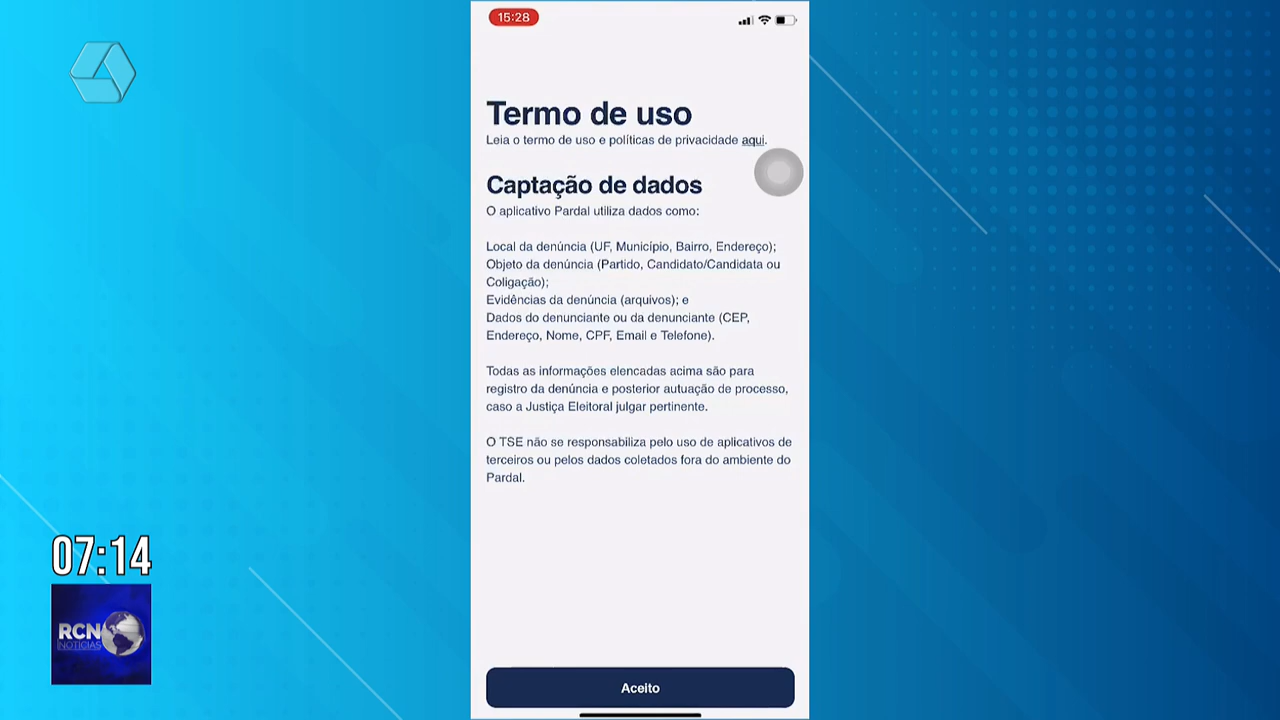 15:28
Termo de uso
Leia o termo de uso e políticas de privacidade aqui.
Captação de dados
O aplicativo Pardal utiliza dados como:
Local da denúncia (UF, Município, Bairro, Endereço);
Objeto da denúncia (Partido, Candidato/Candidata ou
Coligação);
Evidências da denúncia (arquivos); e
Dados do denunciante ou da denunciante (CEP,
Endereço, Nome, CPF, Email e Telefone).
Todas as informações elencadas acima são para
registro da denúncia e posterior autuação de processo,
caso a Justiça Eleitoral julgar pertinente.
O TSE não se responsabiliza pelo uso de aplicativos de
terceiros ou pelos dados coletados fora do ambiente do
Pardal.
Aceito
07:14
RCN
NOTÍCIAS